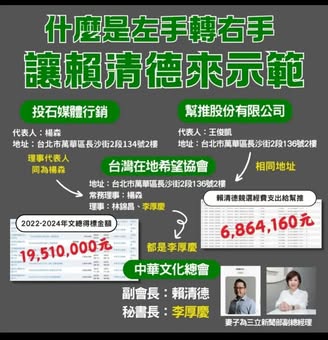 什麼是左手轉右手
讓賴清德來示範
投石媒體行銷
代表人：楊森
地址：台北市萬華區長沙街2段134號2樓
幫推股份有限公司
代表人：王俊凱
地址：台北市萬華區長沙街2段136號2樓
理事代表人
同為楊森
台灣在地希望協會
地址：台北市萬華區長沙街2段136號2樓
常務理事：楊森
理事：林錦昌、李厚慶
相同地址
2022-2024年文總得標金額
19,510,000元
賴清德競選經費支出給幫推
6,864,160元
都是李厚慶
中華文化總會
副會長：賴清德
秘書長：李厚慶
妻子為三立新聞部副總經理